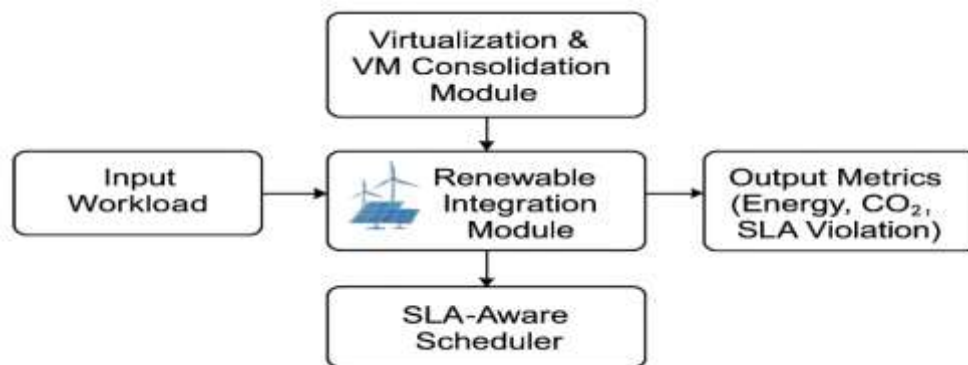 Virtualization &
VM Consolidation
Module
Input
Workload
Renewable
Integration
Module
Output Metrics
(Energy, CO₂,
SLA Violation)
SLA-Aware
Scheduler